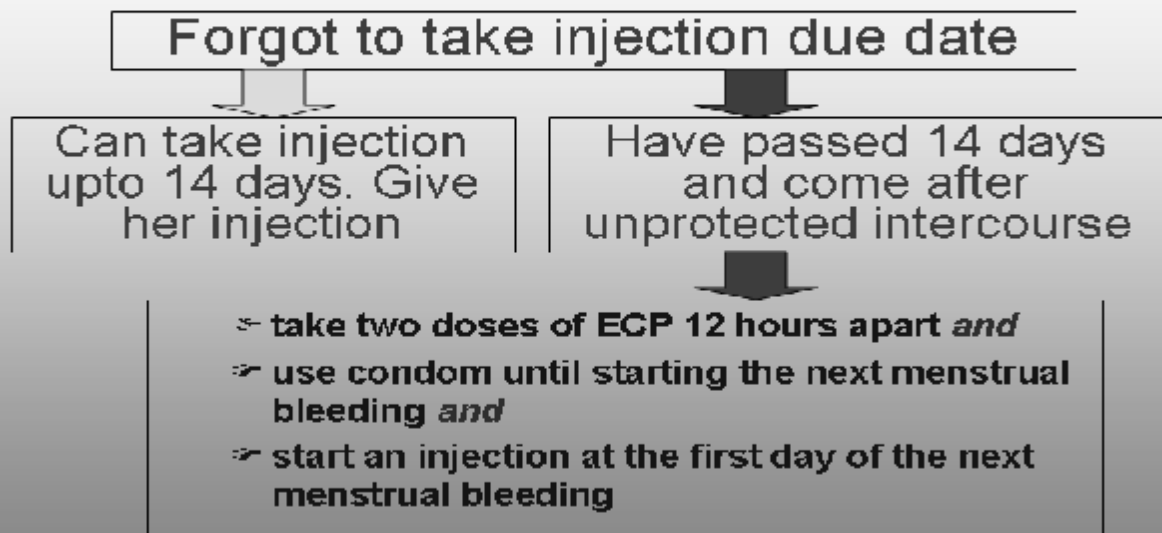 Forgot to take injection due date
Can take injection
upto 14 days. Give
her injection
Have passed 14 days
and come after
unprotected intercourse
take two doses of ECP 12 hours apart and
use condom until starting the next menstrual
bleeding and
start an injection at the first day of the next
menstrual bleeding